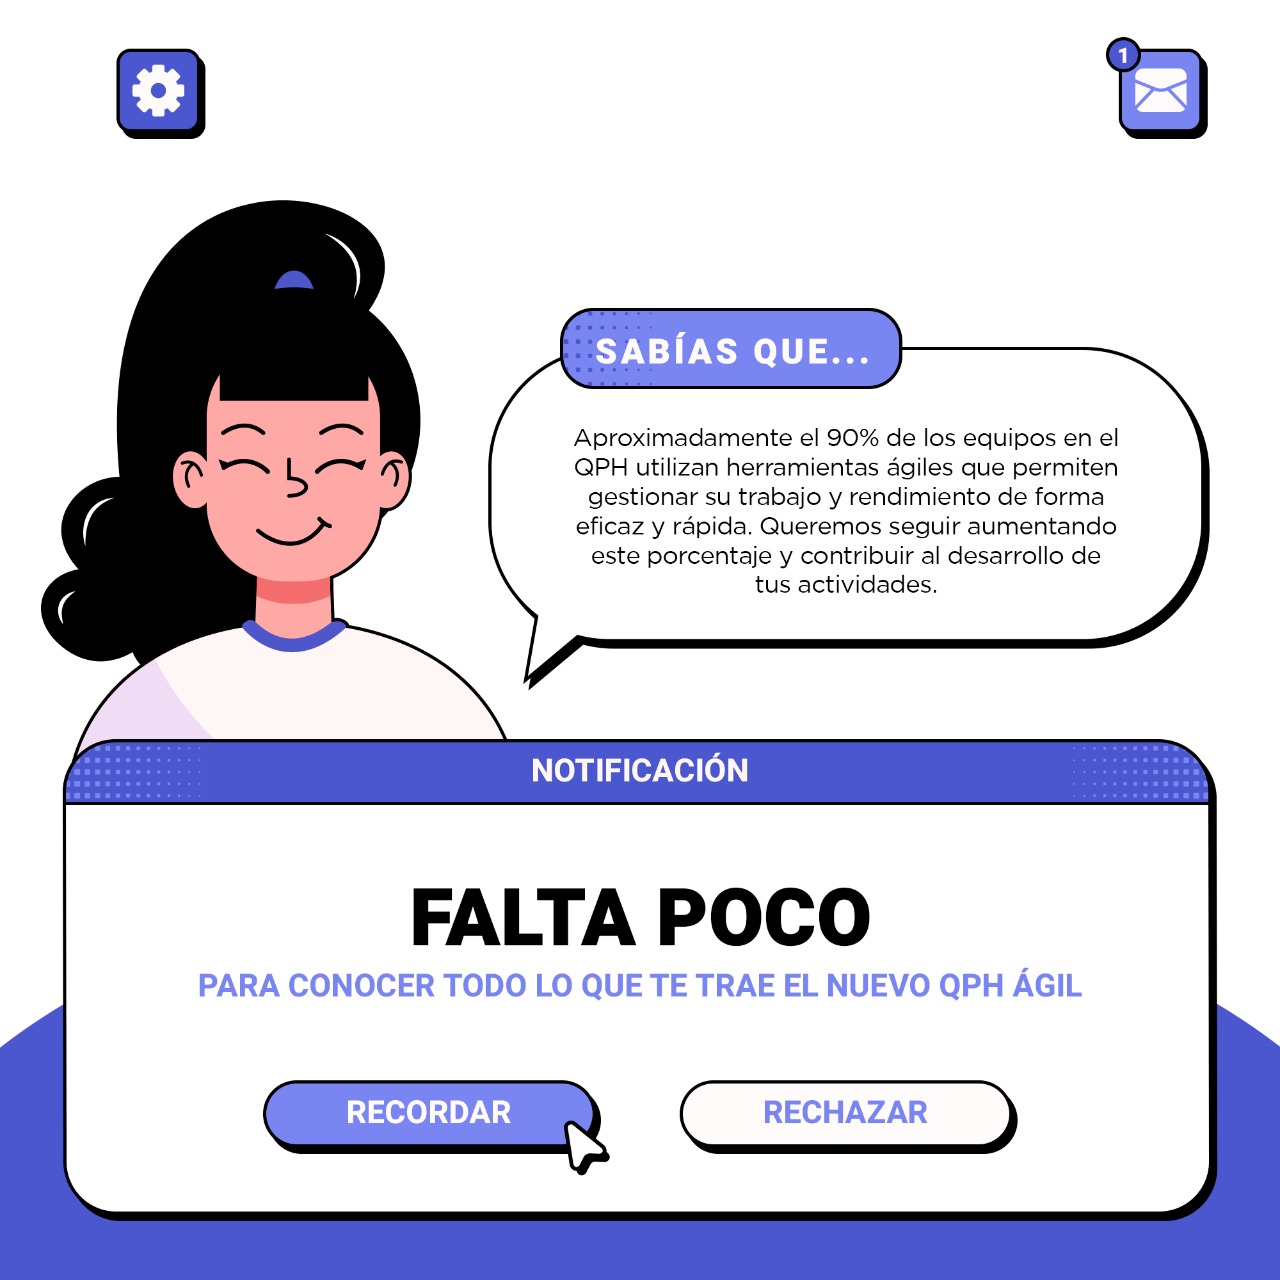 1
SABÍAS QUE...
Aproximadamente el 90% de los equipos en el
QPH utilizan herramientas ágiles que permiten
gestionar su trabajo y rendimiento de forma
eficaz y rápida. Queremos seguir aumentando
este porcentaje y contribuir al desarrollo de
tus actividades.
NOTIFICACIÓN
FALTA POCO
PARA CONOCER TODO LO QUE TE TRAE EL NUEVO QPH ÁGIL
RECORDAR
RECHAZAR